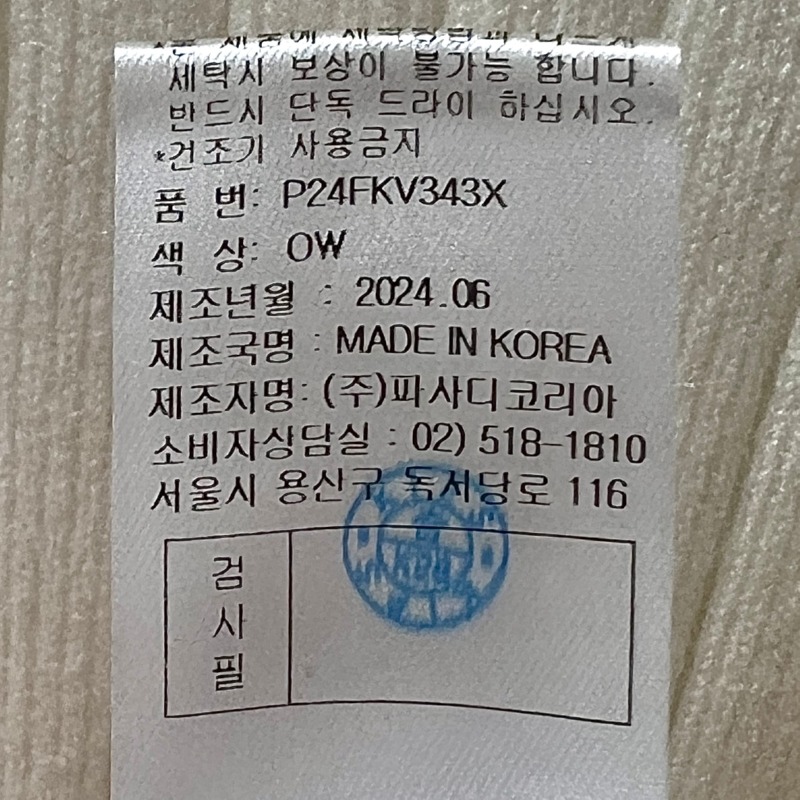 세탁시 보상이 불가능 합니다.
반드시 단독 드라이 하십시오.
*건조기 사용금지
품 번: P24FKV343X
색 상: OW
제조년월 : 2024.06
제조국명 : MADE IN KOREA
제조자명: (주)파사디코리아
소비자상담실 : 02) 518-1810
서울시 용산구 독서당로 116
검
사
필